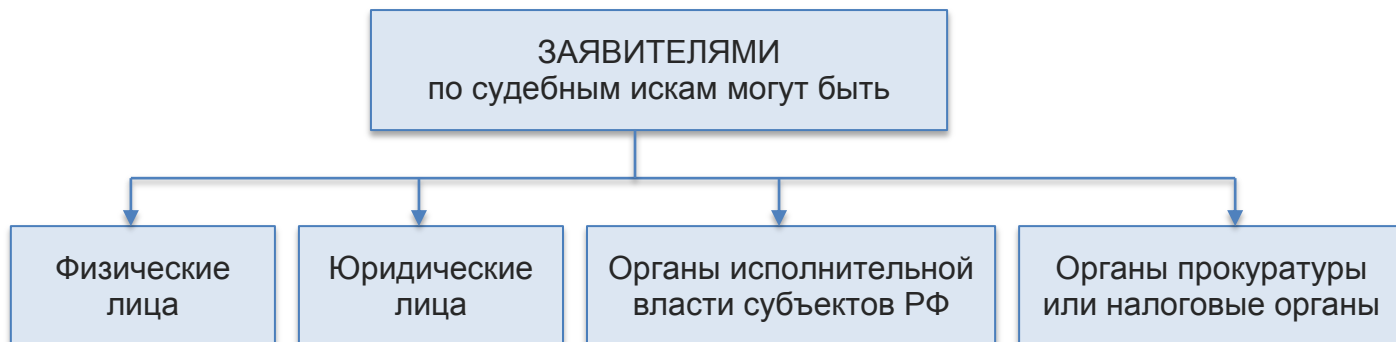 ЗАЯВИТЕЛЯМИ
по судебным искам могут быть
Физические
лица
Юридические
лица
Органы исполнительной
власти субъектов РФ
Органы прокуратуры
или налоговые органы